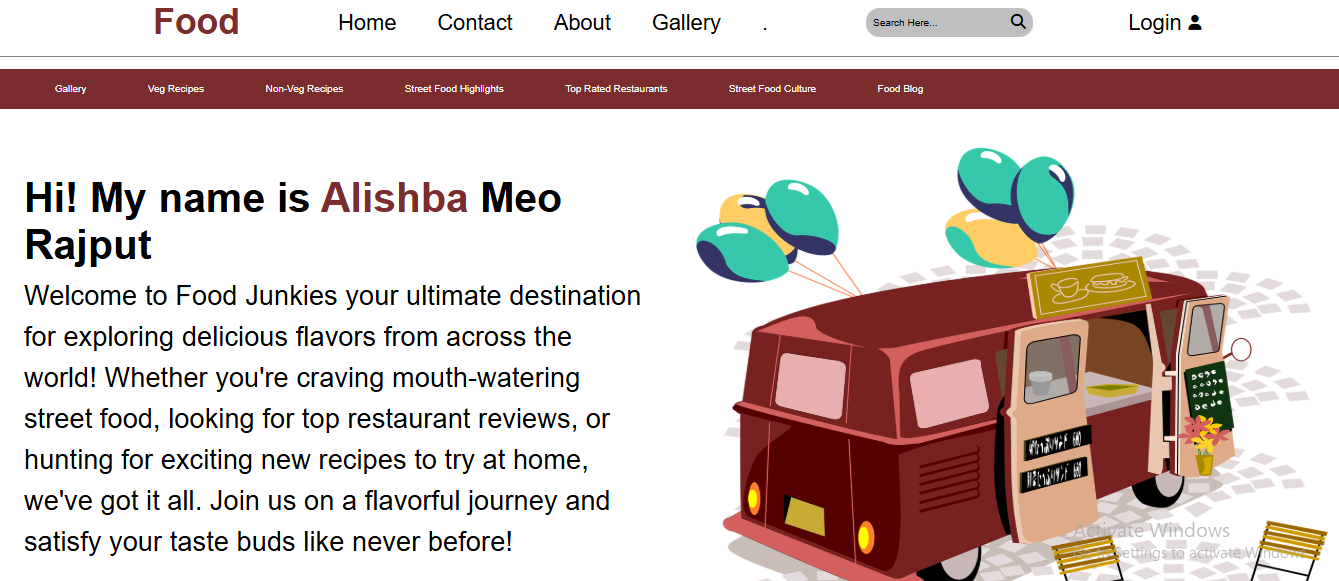 Food Home Contact About Gallery . Search Here... Login
Gallery Veg Recipes Non-Veg Recipes Street Food Highlights Top Rated Restaurants Street Food Culture Food Blog
Hi! My name is Alishba Meo
Rajput
Welcome to Food Junkies your ultimate destination
for exploring delicious flavors from across the
world! Whether you're craving mouth-watering
street food, looking for top restaurant reviews, or
hunting for exciting new recipes to try at home,
we've got it all. Join us on a flavorful journey and
satisfy your taste buds like never before!
Activate Windows
Go to Settings to activate Windows.